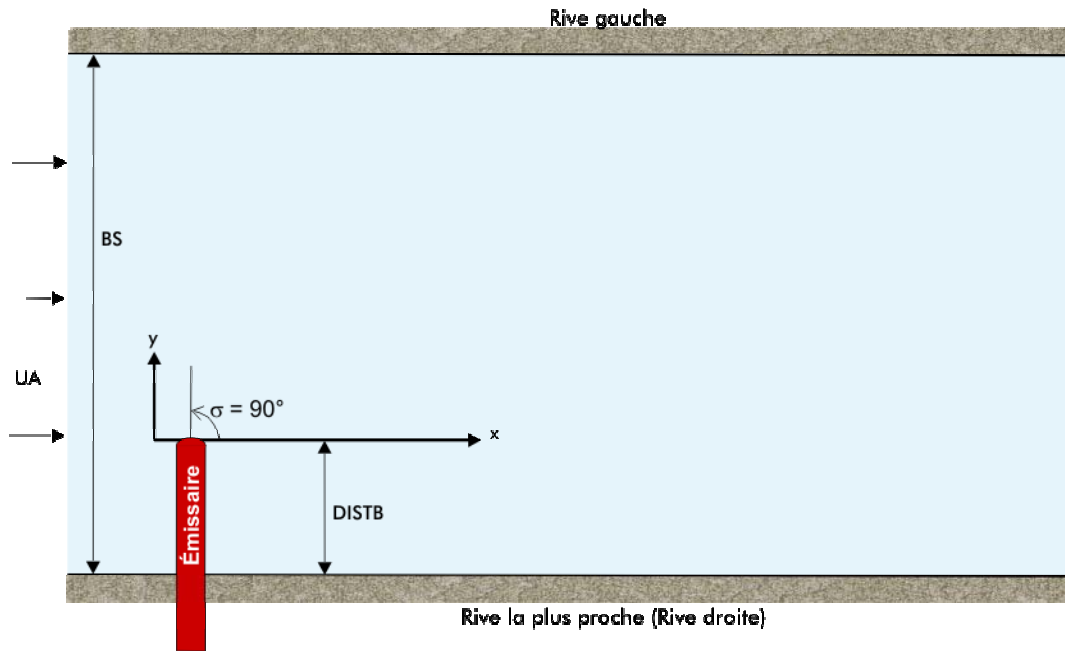 Rive gauche
BS
y
UA
σ = 90°
x
Émissaire
DISTB
Rive la plus proche (Rive droite)